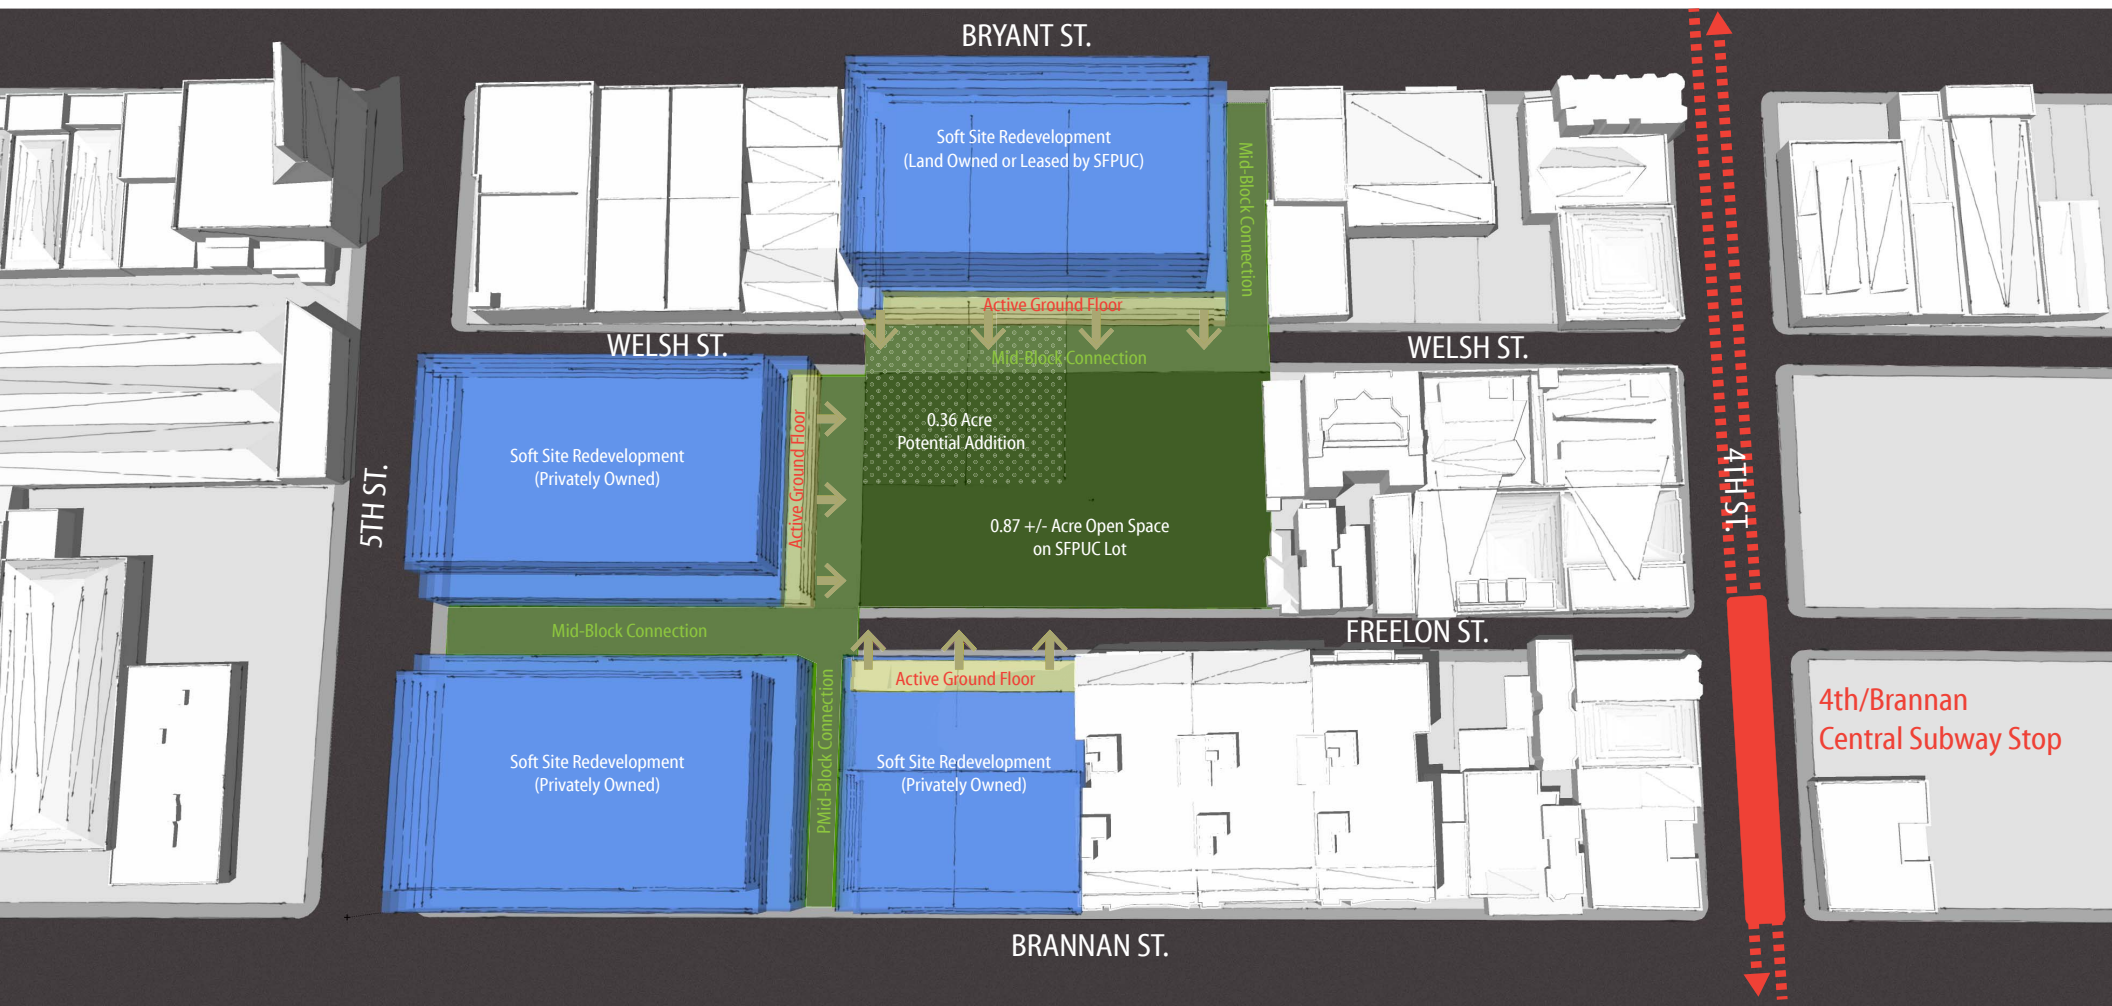 BRYANT ST.
Soft Site Redevelopment
(Land Owned or Leased by SFPUC)
Mid-Block Connection
Active Ground Floor
WELSH ST.
Mid-Block Connection
WELSH ST.
0.36 Acre
Potential Addition
Soft Site Redevelopment
(Privately Owned)
Active Ground Floor
5TH ST.
4TH ST.
0.87 +/- Acre Open Space
on SFPUC Lot
Mid-Block Connection
FREELON ST.
Active Ground Floor
PMid-Block Connection
4th/Brannan
Central Subway Stop
Soft Site Redevelopment
(Privately Owned)
Soft Site Redevelopment
(Privately Owned)
BRANNAN ST.